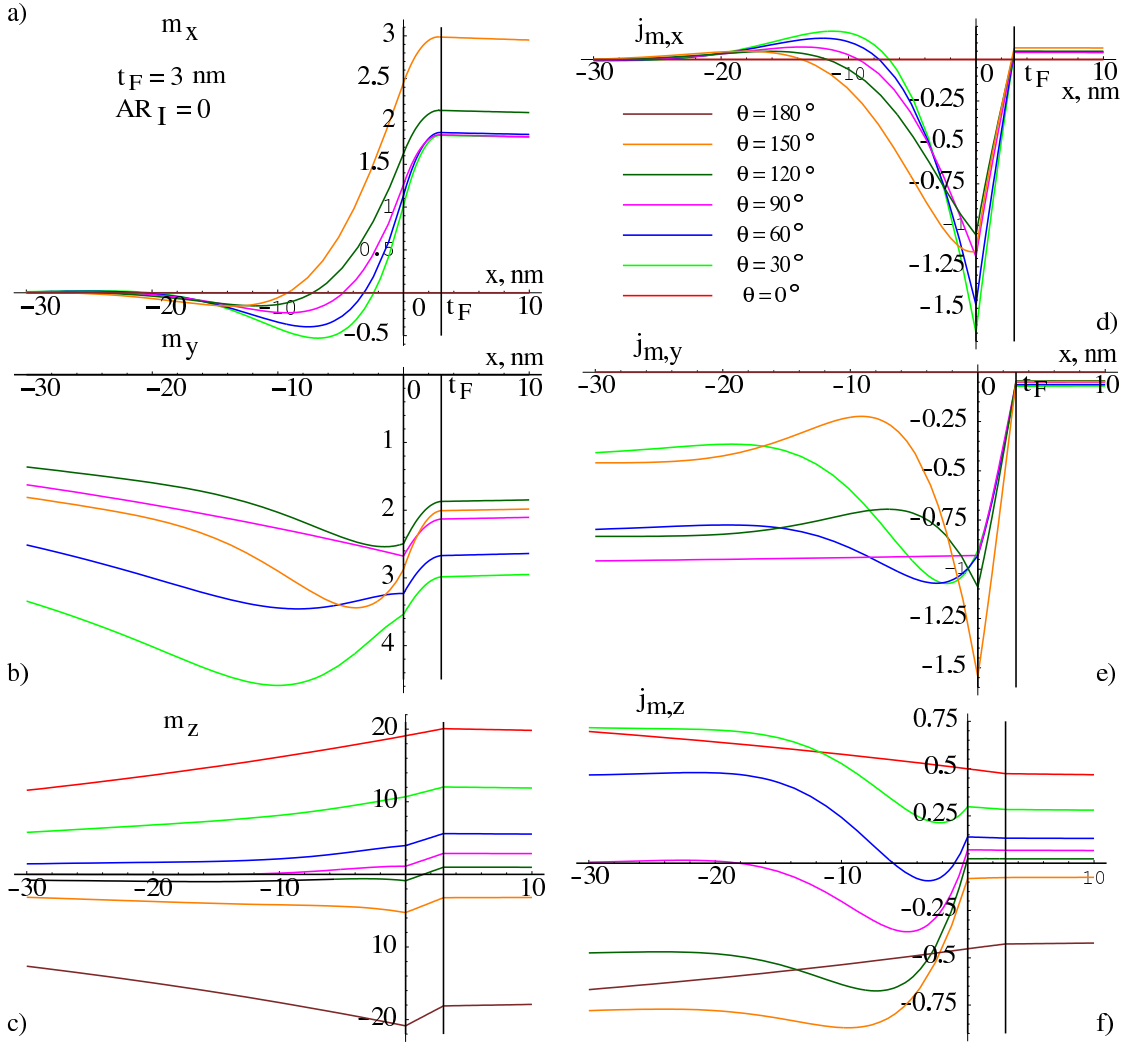 a)
m x
t F = 3 nm
AR I = 0
3
2.5
2
1.5
1
0.5
-0.5
x, nm
-30
-20
-10
0
t F
10
j m,x
-30
-20
-10
0
t F
10
x, nm
-0.25
-0.5
-0.75
-1
-1.25
-1.5
θ = 180 °
θ = 150 °
θ = 120 °
θ = 90 °
θ = 60 °
θ = 30 °
θ = 0 °
d)
m y
x, nm
-30
-20
-10
0
t F
10
1
2
3
4
b)
j m,y
x, nm
-30
-20
-10
0
t F
10
-0.25
-0.5
-0.75
-1
-1.25
-1.5
e)
m z
20
10
-30
-20
-10
10
10
-20
c)
j m,z
0.75
0.5
0.25
-30
-20
-10
10
-0.25
-0.5
-0.75
f)